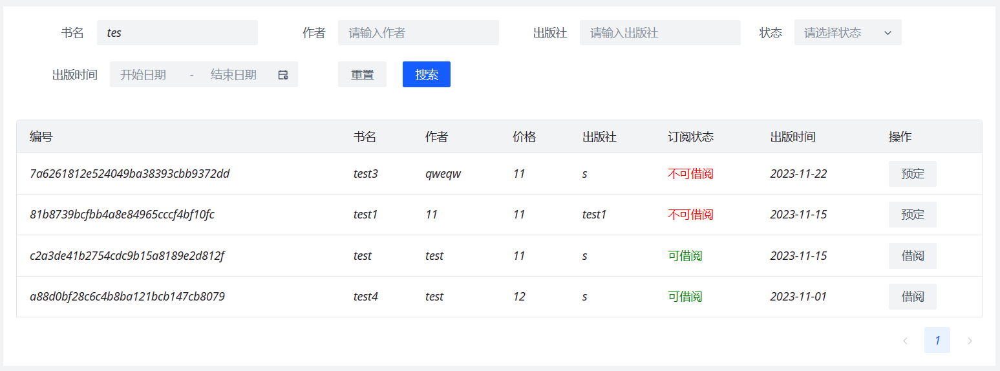 书名 tes 作者 请输入作者 出版社 请输入出版社 状态 请选择状态
出版时间 开始日期 - 结束日期 重置 搜索
编号 书名 作者 价格 出版社 订阅状态 出版时间 操作
7a6261812e524049ba38393cbb9372dd test3 qweqw 11 s 不可借阅 2023-11-22 预定
81b8739bcfbb4a8e84965cccf4bf10fc test1 11 11 test1 不可借阅 2023-11-15 预定
c2a3de41b2754cdc9b15a8189e2d812f test test 11 s 可借阅 2023-11-15 借阅
a88d0bf28c6c4b8ba121bcb147cb8079 test4 test 12 s 可借阅 2023-11-01 借阅
1